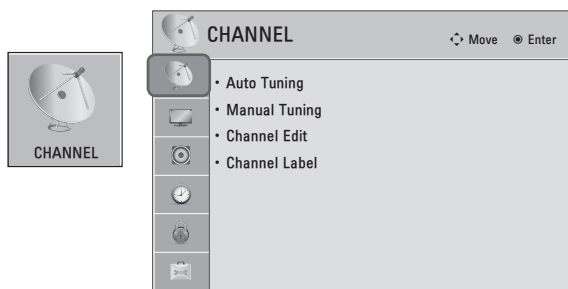 CHANNEL
CHANNEL Move Enter
• Auto Tuning
• Manual Tuning
• Channel Edit
• Channel Label